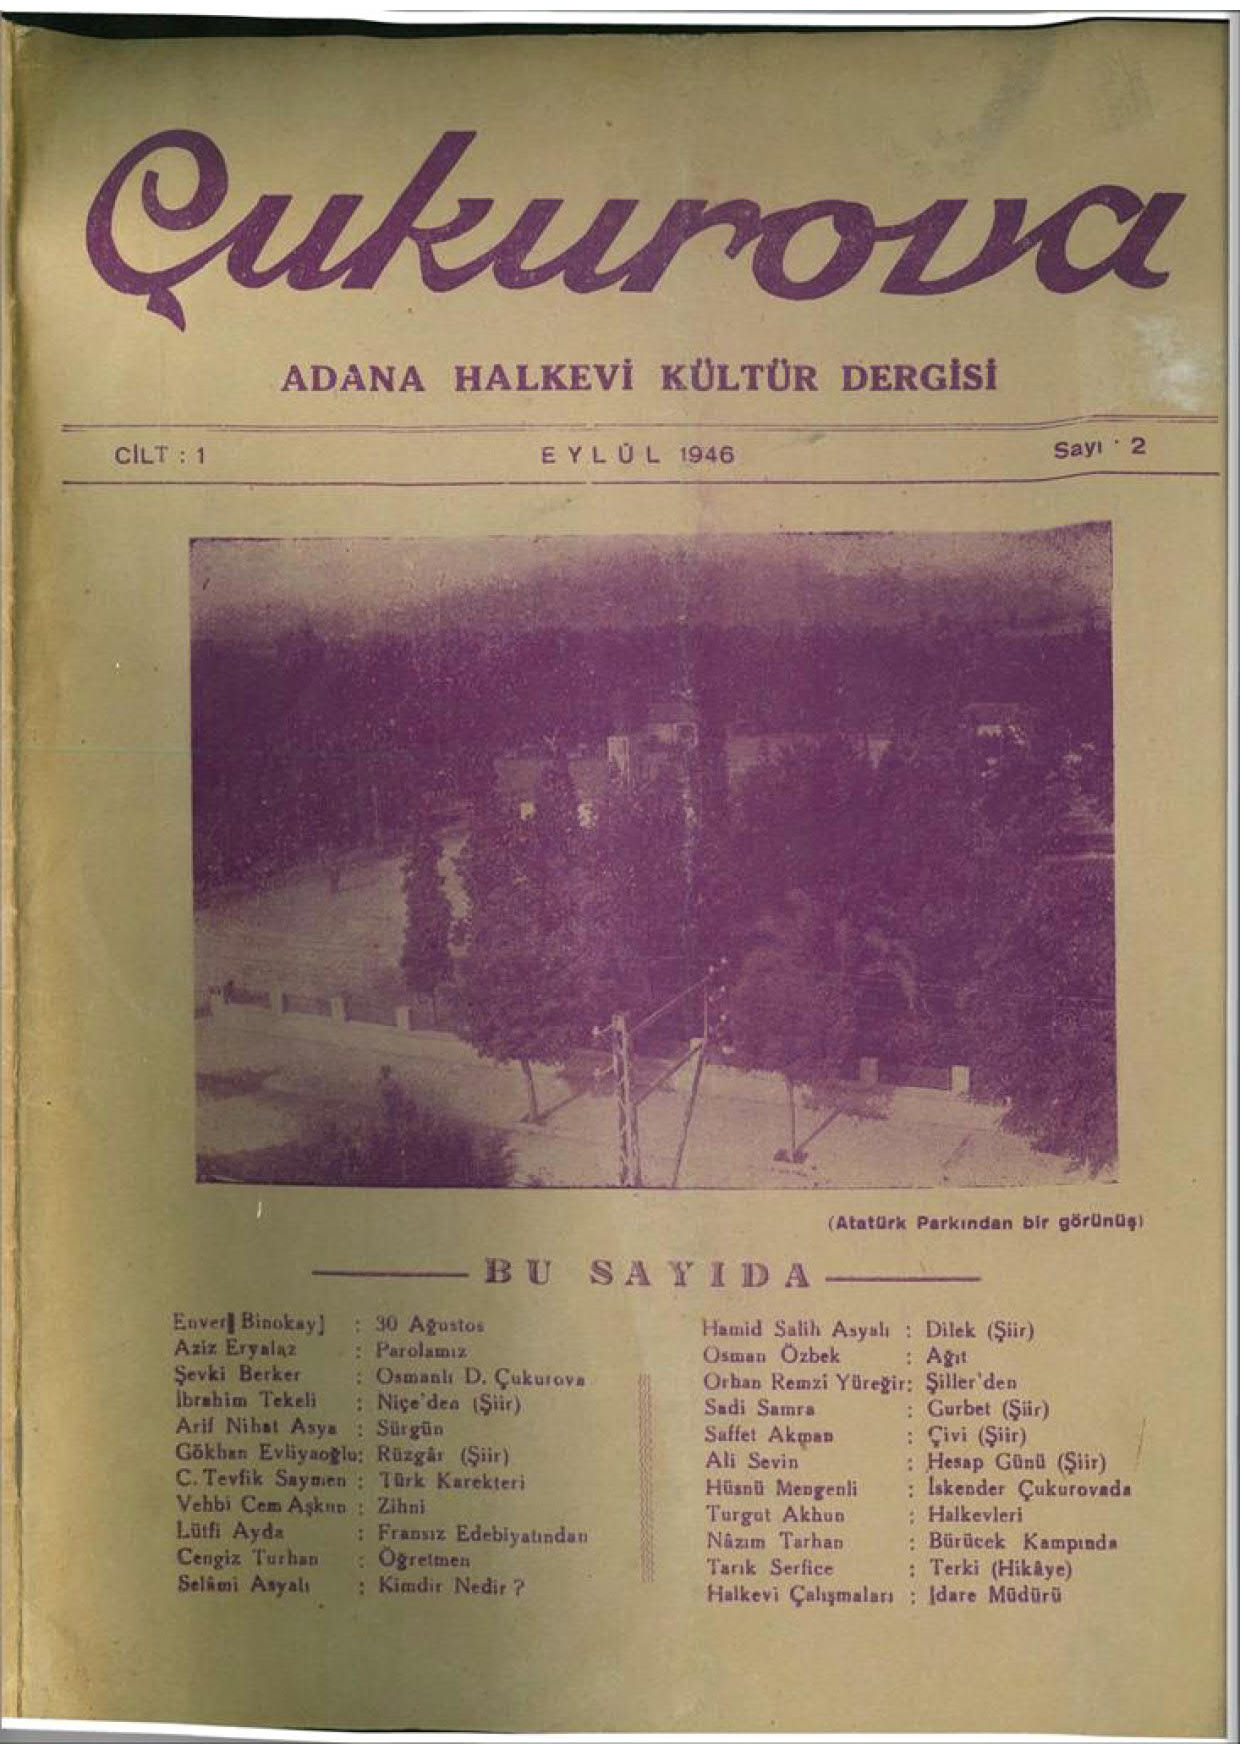 Çukurova
ADANA HALKEVİ KÜLTÜR DERGİSİ
CİLT : 1 EYLÛL 1946 Sayı : 2
(Atatürk Parkından bir görünüş)
BU SAYIDA
Enver Binokay : 30 Ağustos
Aziz Eryalaz : Parolamız
Şevki Berker : Osmanlı D. Çukurova
İbrahim Tekeli : Niçe'den (Şiir)
Arif Nihat Asya : Sürgün
Gökhan Evliyaoğlu: Rüzgâr (Şiir)
C. Tevfik Saymen : Türk Karekteri
Vehbi Cem Aşkun : Zihni
Lütfi Ayda : Fransız Edebiyatından
Cengiz Turhan : Öğretmen
Selâmi Asyalı : Kimdir Nedir ?
Hamid Salih Asyalı : Dilek (Şiir)
Osman Özbek : Ağıt
Orhan Remzi Yüreğir: Şiller'den
Sadi Samra : Gurbet (Şiir)
Saffet Akman : Çivi (Şiir)
Ali Sevin : Hesap Günü (Şiir)
Hüsnü Mengenli : İskender Çukurovada
Turgut Akhun : Halkevleri
Nâzım Tarhan : Bürücek Kampında
Tarık Serfice : Terki (Hikâye)
Halkevi Çalışmaları : İdare Müdürü